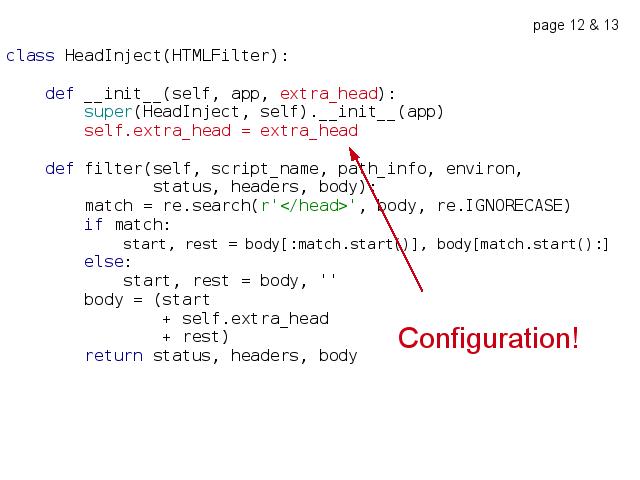 page 12 & 13
class HeadInject(HTMLFilter):
    def __init__(self, app, extra_head):
        super(HeadInject, self).__init__(app)
        self.extra_head = extra_head
    def filter(self, script_name, path_info, environ,
               status, headers, body):
        match = re.search(r'</head>', body, re.IGNORECASE)
        if match:
            start, rest = body[:match.start()], body[match.start():]
        else:
            start, rest = body, ''
        body = (start
                + self.extra_head
                + rest)
        return status, headers, body
Configuration!